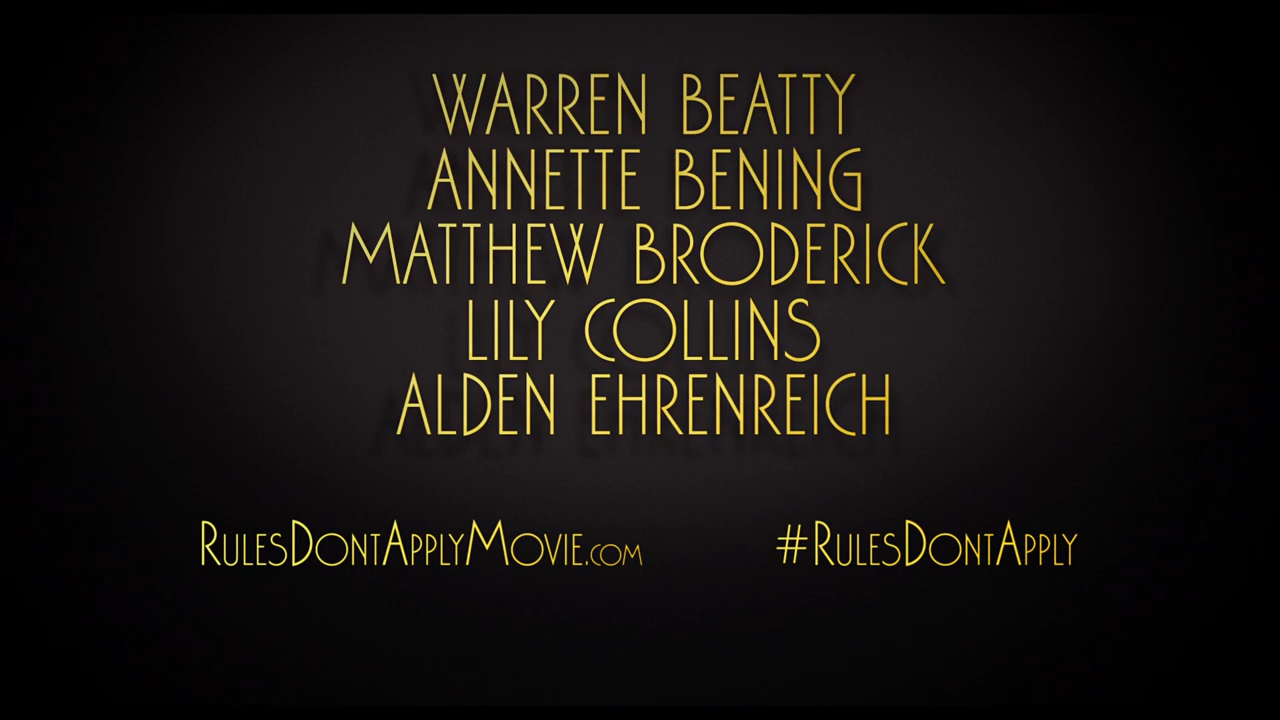 WARREN BEATTY
ANNETTE BENING
MATTHEW BRODERICK
LILY COLLINS
ALDEN EHRENREICH
RULESDONTAPPLYMOVIE.COM #RULESDONTAPPLY